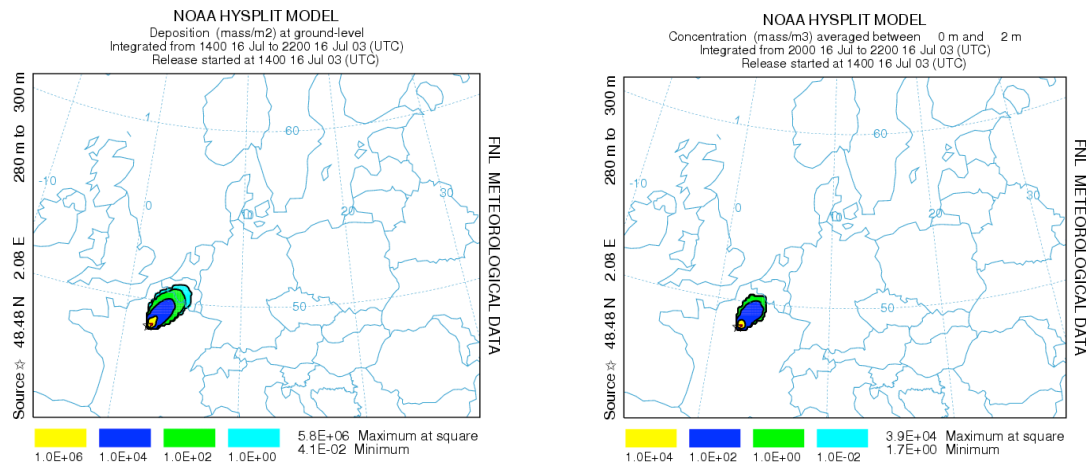 NOAA HYSPLIT MODEL
Deposition (mass/m2) at ground-level
Integrated from 1400 16 Jul to 2200 16 Jul 03 (UTC)
Release started at 1400 16 Jul 03 (UTC)
Source ☆ 48.48 N 2.08 E 280 m to 300 m
FNL METEOROLOGICAL DATA
1
60
-10
0
30
10
20
50
5.8E+06 Maximum at square
4.1E-02 Minimum
1.0E+06 1.0E+04 1.0E+02 1.0E+00
NOAA HYSPLIT MODEL
Concentration (mass/m3) averaged between 0 m and 2 m
Integrated from 2000 16 Jul to 2200 16 Jul 03 (UTC)
Release started at 1400 16 Jul 03 (UTC)
Source ☆ 48.48 N 2.08 E 280 m to 300 m
FNL METEOROLOGICAL DATA
1
60
-10
0
30
10
20
50
3.9E+04 Maximum at square
1.7E+00 Minimum
1.0E+04 1.0E+02 1.0E+00 1.0E-02